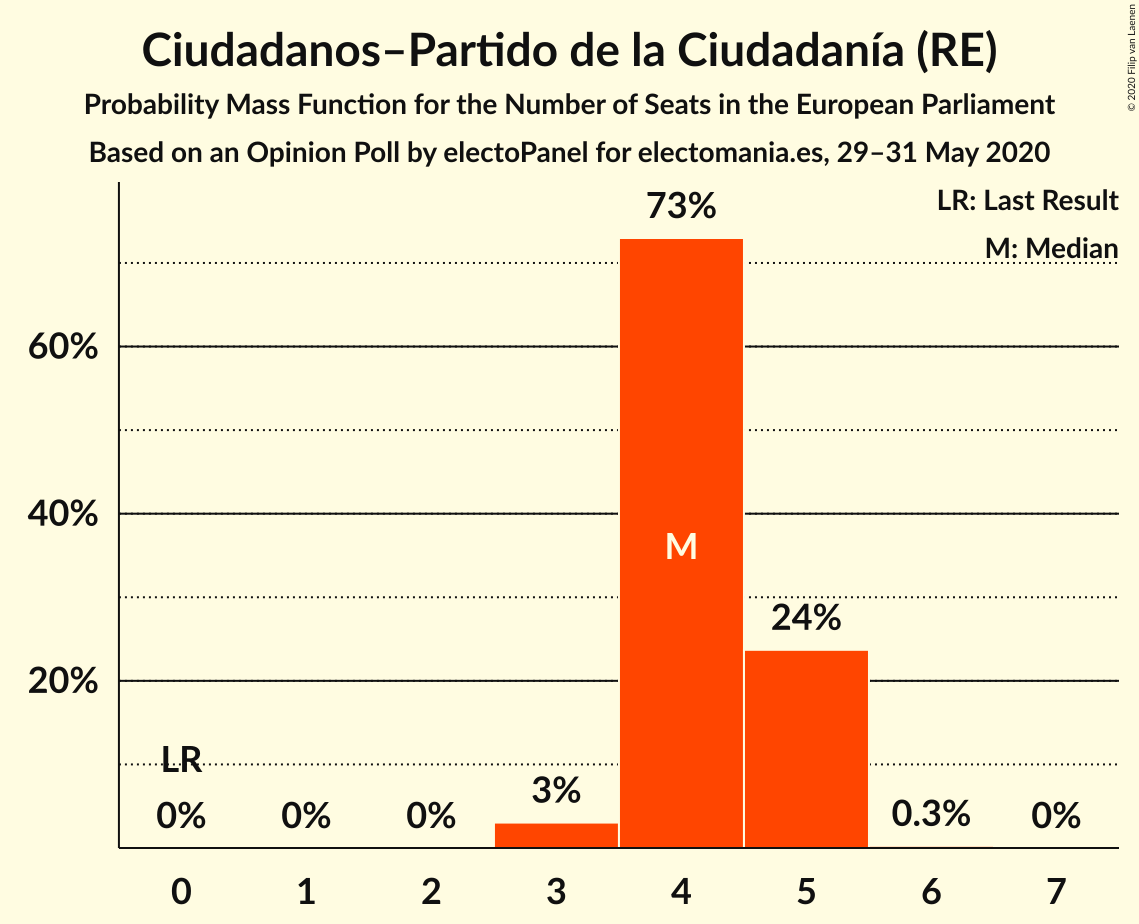 Ciudadanos–Partido de la Ciudadanía (RE)
Probability Mass Function for the Number of Seats in the European Parliament
Based on an Opinion Poll by electoPanel for electomania.es, 29–31 May 2020
© 2020 Filip van Laenen
LR: Last Result
M: Median
73%
60%
40%
M
24%
20%
LR
3%
0% 0% 0% 0.3% 0%
0 1 2 3 4 5 6 7